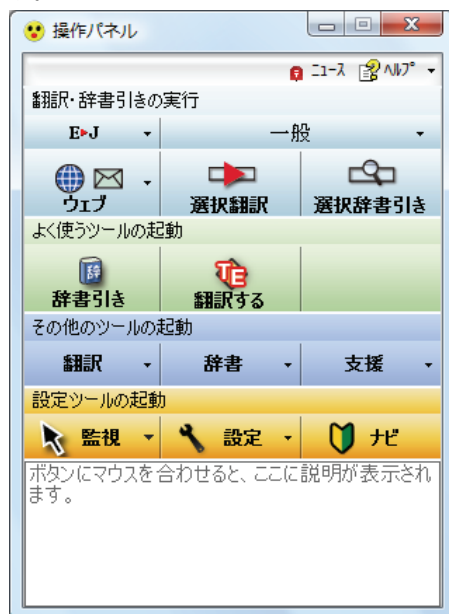 操作パネル
ニュース ヘルプ
翻訳・辞書引きの実行
E▸J 一般
ウェブ 選択翻訳 選択辞書引き
よく使うツールの起動
辞
TE
辞書引き 翻訳する
その他のツールの起動
翻訳 辞書 支援
設定ツールの起動
監視 設定 ナビ
ボタンにマウスを合わせると、ここに説明が表示され
ます。